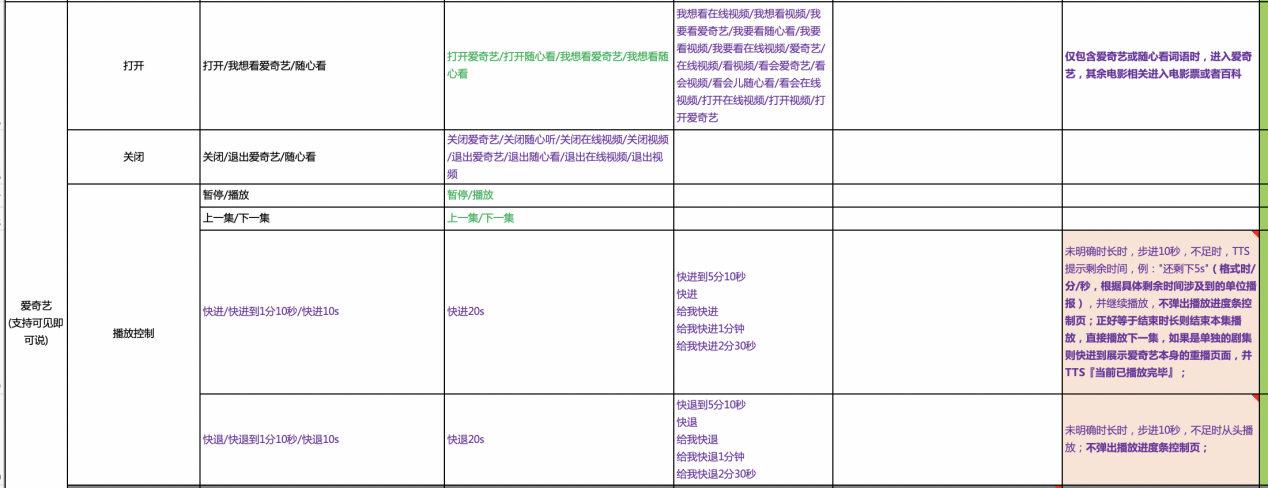 打开
打开/我想看爱奇艺/随心看
打开爱奇艺/打开随心看/我想看爱奇艺/我想看随
心看
我想看在线视频/我想看视频/我
要看爱奇艺/我要看随心看/我要
看视频/我要看在线视频/爱奇艺/
在线视频/看视频/看会爱奇艺/看
会视频/看会儿随心看/看会在线
视频/打开在线视频/打开视频/打
开爱奇艺
仅包含爱奇艺或随心看词语时，进入爱奇
艺，其余电影相关进入电影票或者百科
爱奇艺
(支持可见即
可说)
关闭
关闭/退出爱奇艺/随心看
关闭爱奇艺/关闭随心听/关闭在线视频/关闭视频
/退出爱奇艺/退出随心看/退出在线视频/退出视
频
播放控制
暂停/播放
暂停/播放
上一集/下一集
上一集/下一集
快进/快进到1分10秒/快进10s
快进20s
快进到5分10秒
快进
给我快进
给我快进1分钟
给我快进2分30秒
未明确时长时，步进10秒，不足时，TTS
提示剩余时间，例："还剩下5s"（格式时/
分/秒，根据具体剩余时间涉及到的单位播
报），并继续播放，不弹出播放进度条控
制页；正好等于结束时长则结束本集播
放，直接播放下一集，如果是单独的剧集
则快进到展示爱奇艺本身的重播页面，并
TTS『当前已播放完毕』；
快退/快退到1分10秒/快退10s
快退20s
快退到5分10秒
快退
给我快退
给我快退1分钟
给我快退2分30秒
未明确时长时，步进10秒，不足时从头播
放；不弹出播放进度条控制页；